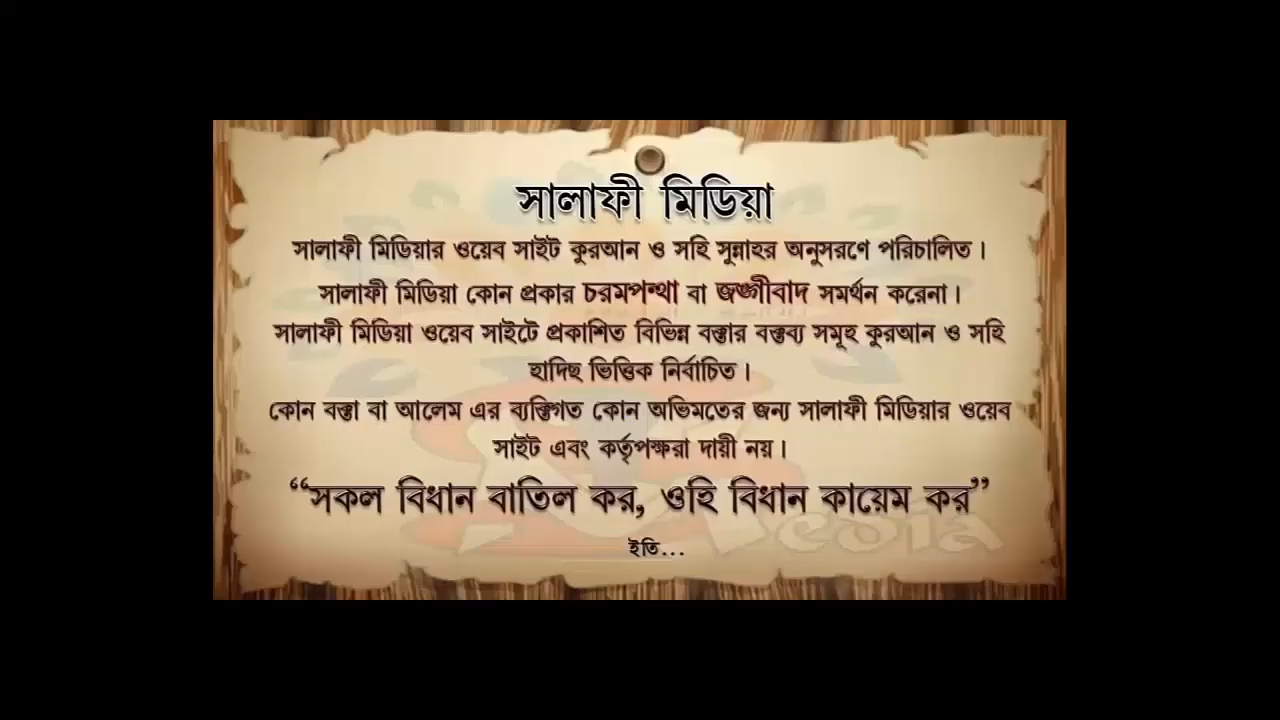 সালাফী মিডিয়া
সালাফী মিডিয়ার ওয়েব সাইট কুরআন ও সহি সুন্নাহর অনুসরণে পরিচালিত।
সালাফী মিডিয়া কোন প্রকার চরমপন্থা বা জঙ্গীবাদ সমর্থন করেনা।
সালাফী মিডিয়া ওয়েব সাইটে প্রকাশিত বিভিন্ন বক্তার বক্তব্য সমূহ কুরআন ও সহি
হাদিছ ভিত্তিক নির্বাচিত।
কোন বক্তা বা আলেম এর ব্যক্তিগত কোন অভিমতের জন্য সালাফী মিডিয়ার ওয়েব
সাইট এবং কর্তৃপক্ষরা দায়ী নয়।
“সকল বিধান বাতিল কর, ওহি বিধান কায়েম কর”
ইতি...